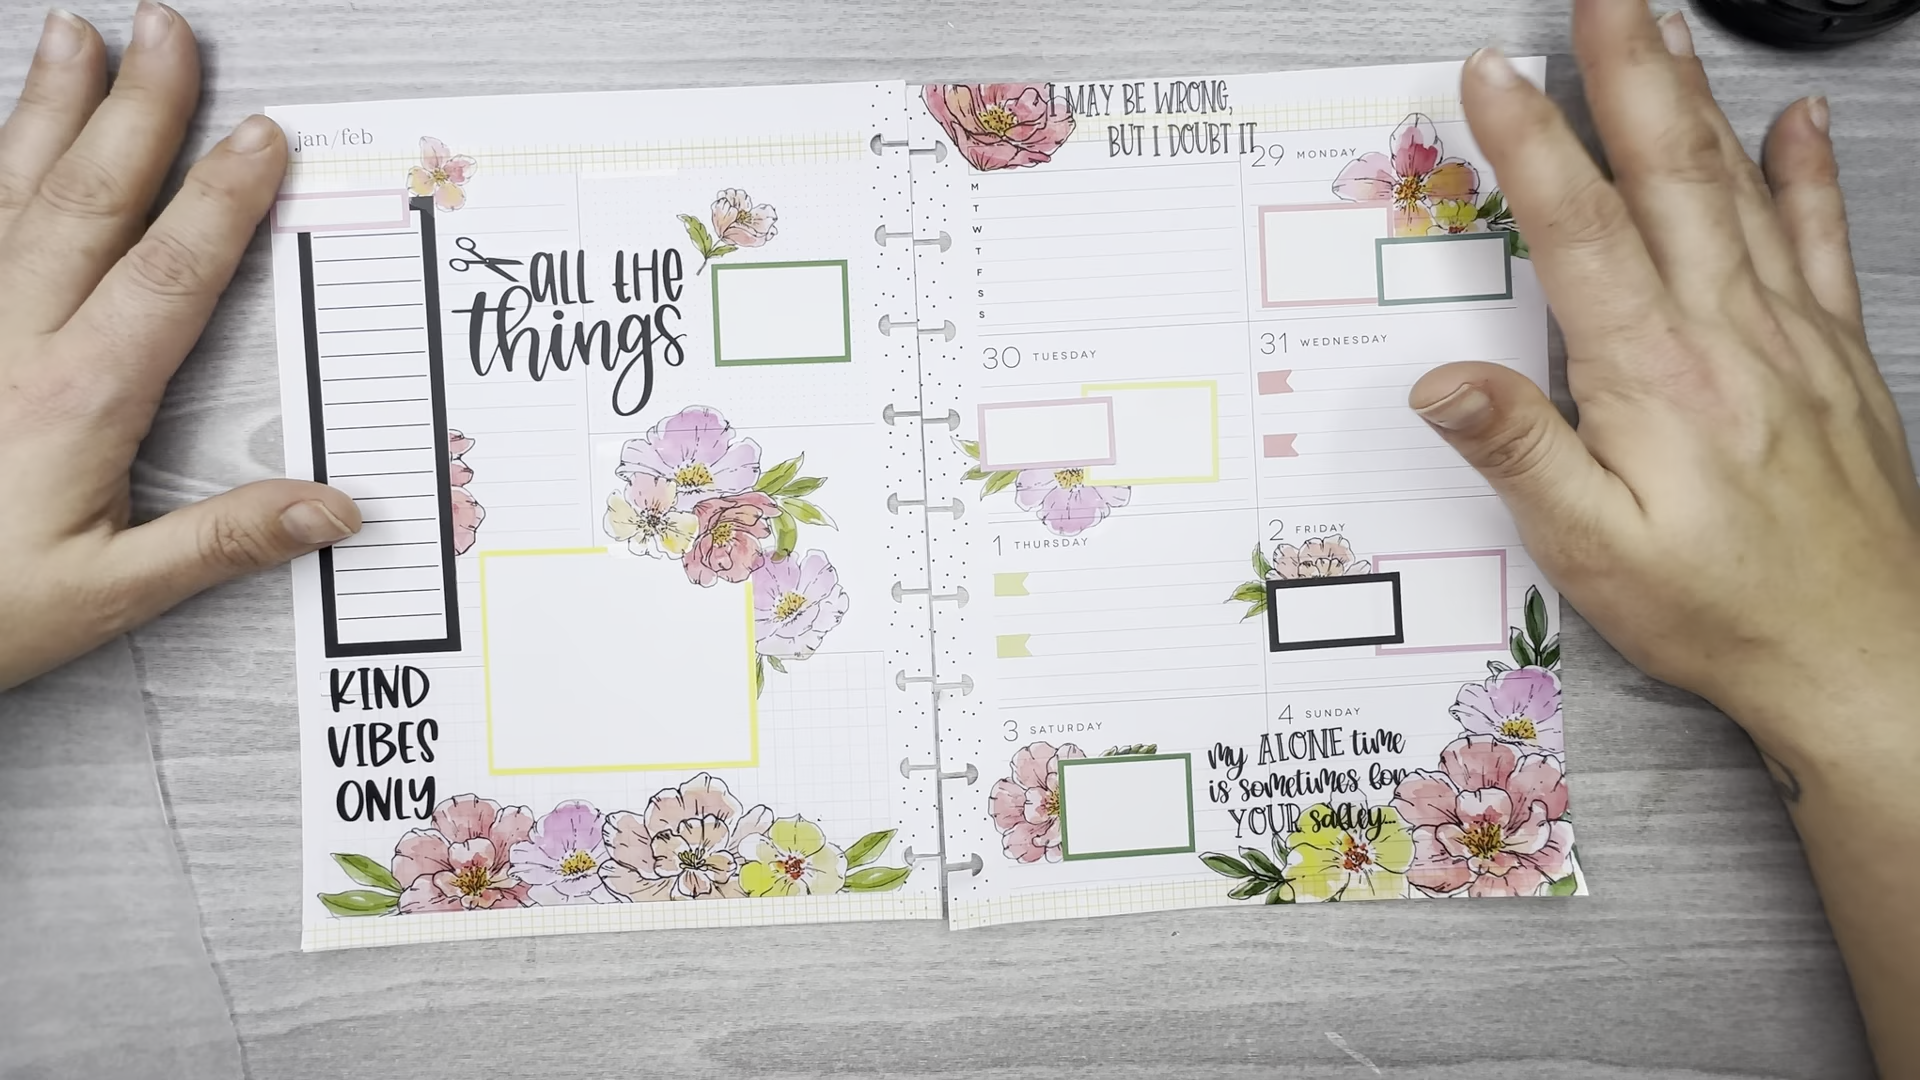 jan/feb
all the
things
KIND
VIBES
ONLY
I MAY BE WRONG,
BUT I DOUBT IT
M
T
W
T
F
S
S
29 MONDAY
30 TUESDAY
31 WEDNESDAY
1 THURSDAY
2 FRIDAY
3 SATURDAY
4 SUNDAY
my ALONE time
is sometimes for
YOUR saftey...